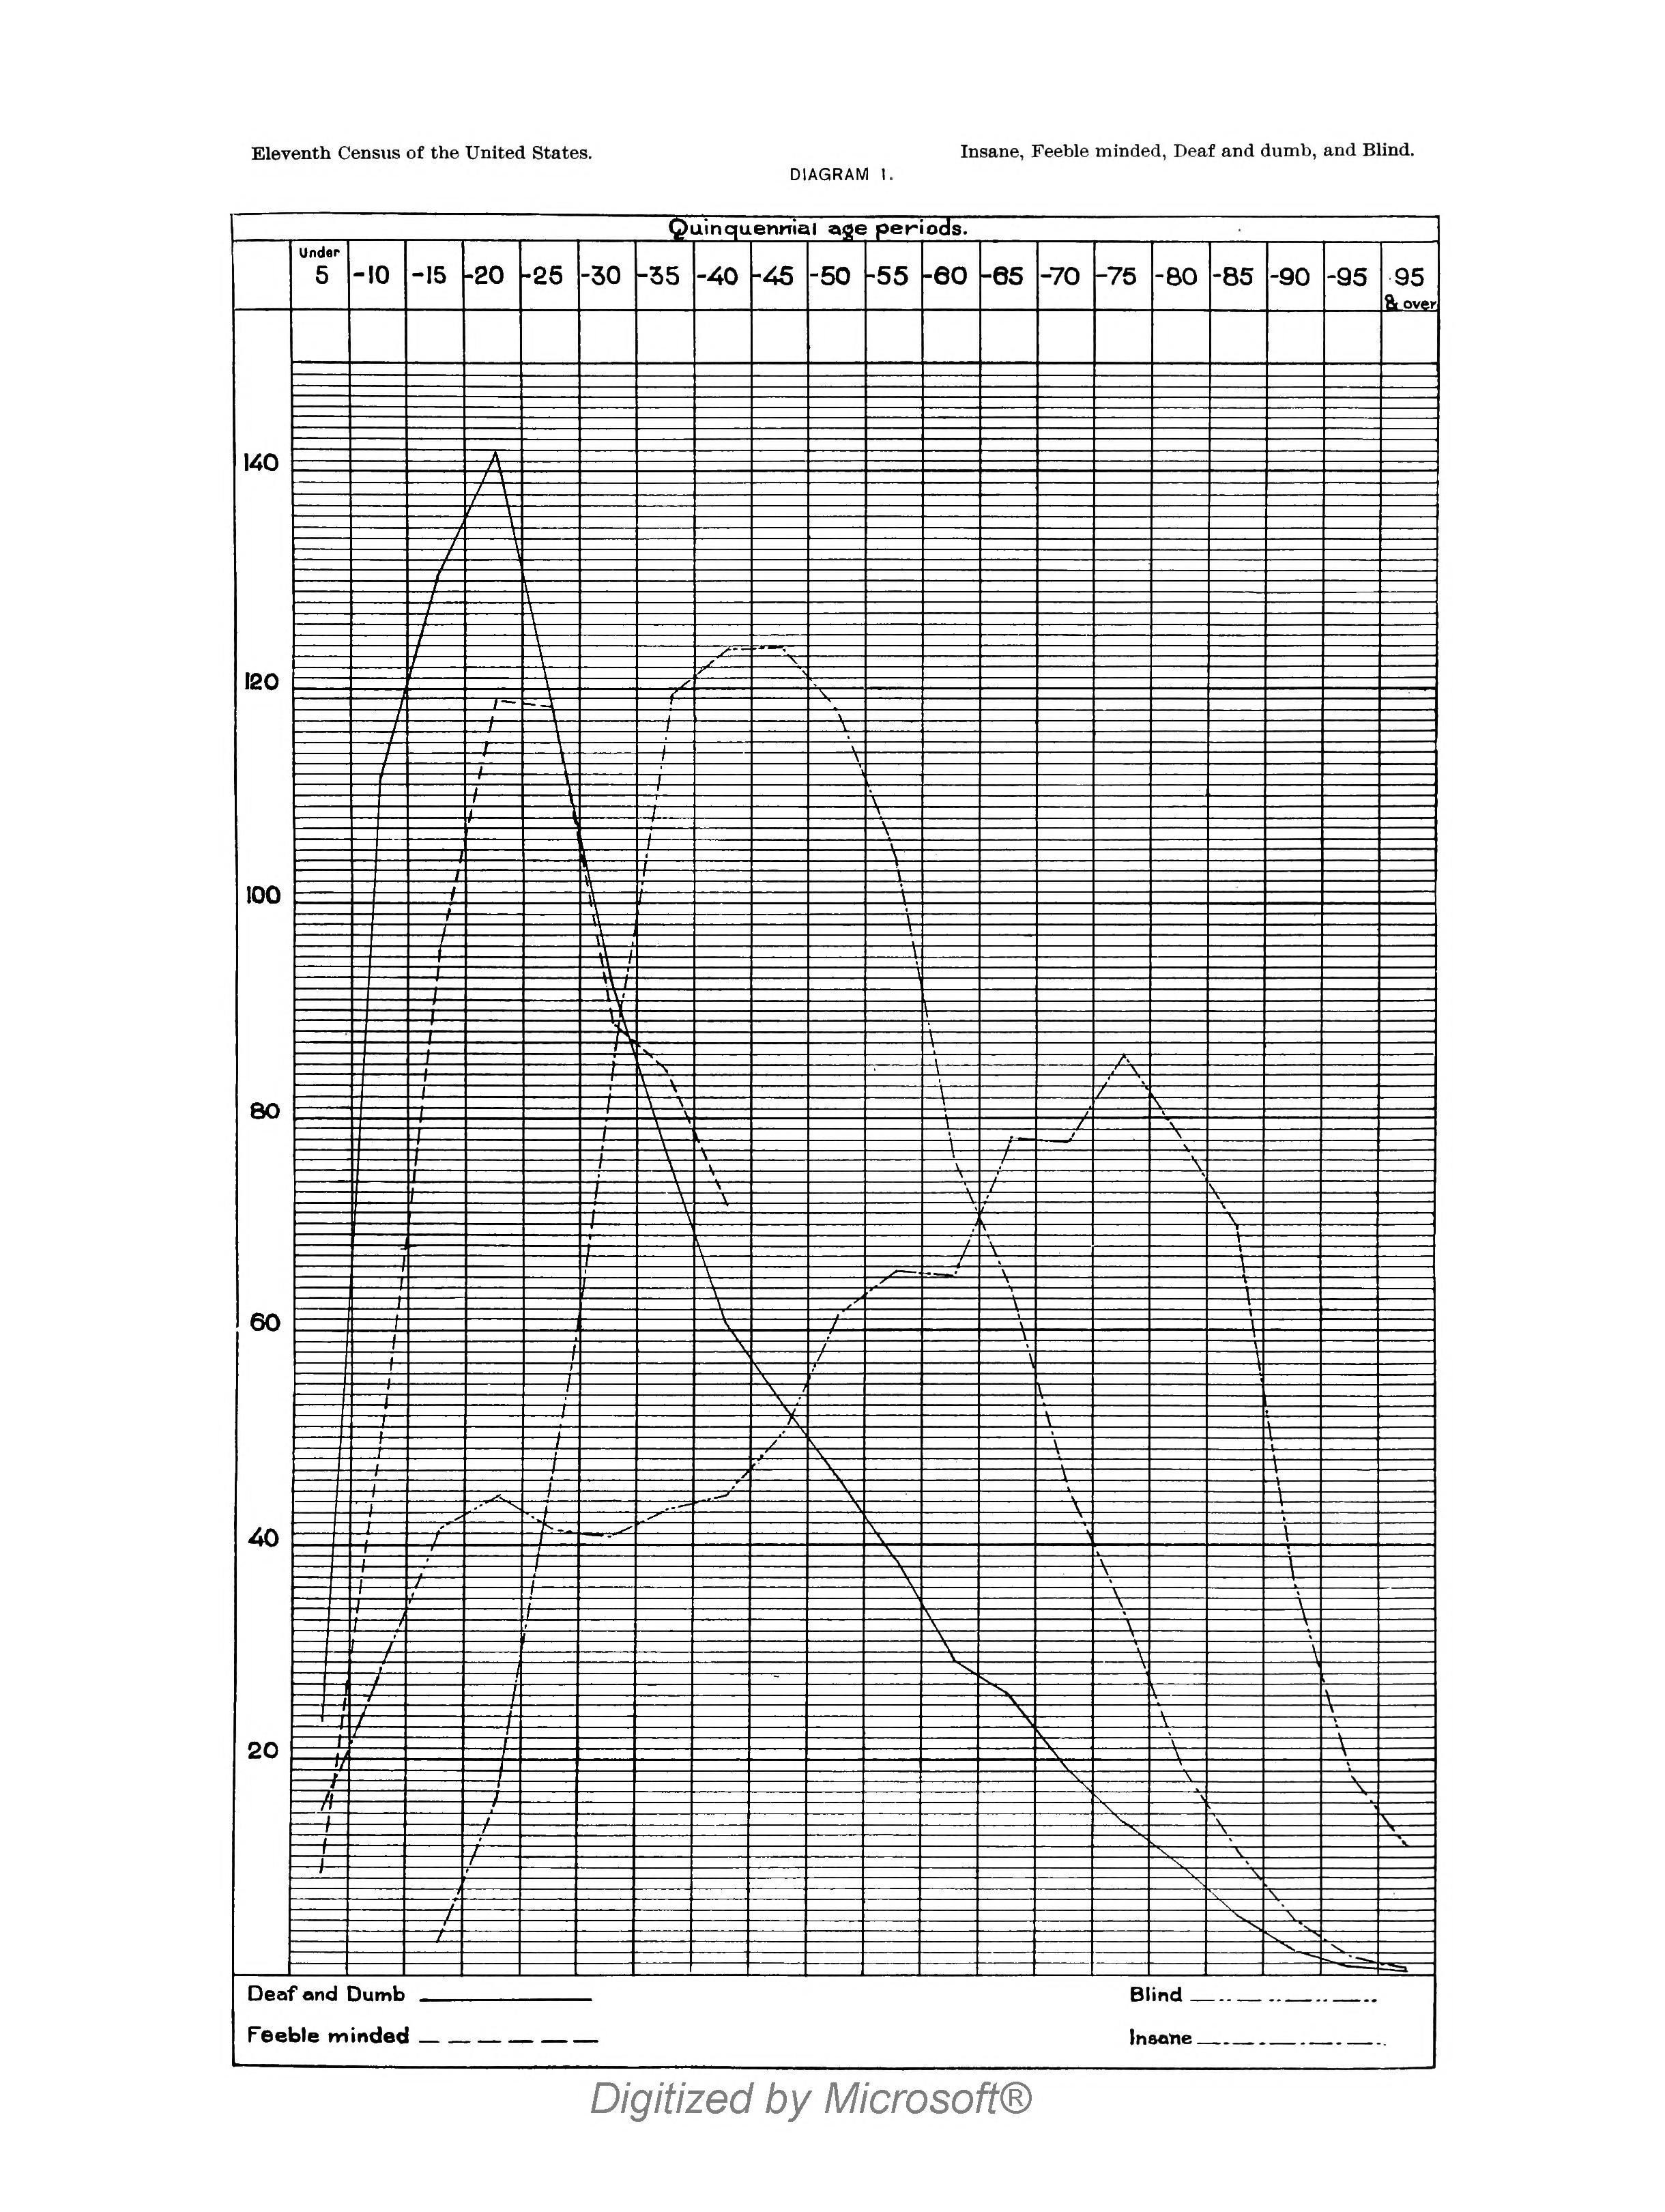 Eleventh Census of the United States.
Insane, Feeble minded, Deaf and dumb, and Blind.
DIAGRAM 1.
Quinquennial age periods.
Under 5 -10 -15 -20 -25 -30 -35 -40 -45 -50 -55 -60 -65 -70 -75 -80 -85 -90 -95 95 & over
140
120
100
80
60
40
20
Deaf and Dumb
Blind
Feeble minded
Insane
Digitized by Microsoft®